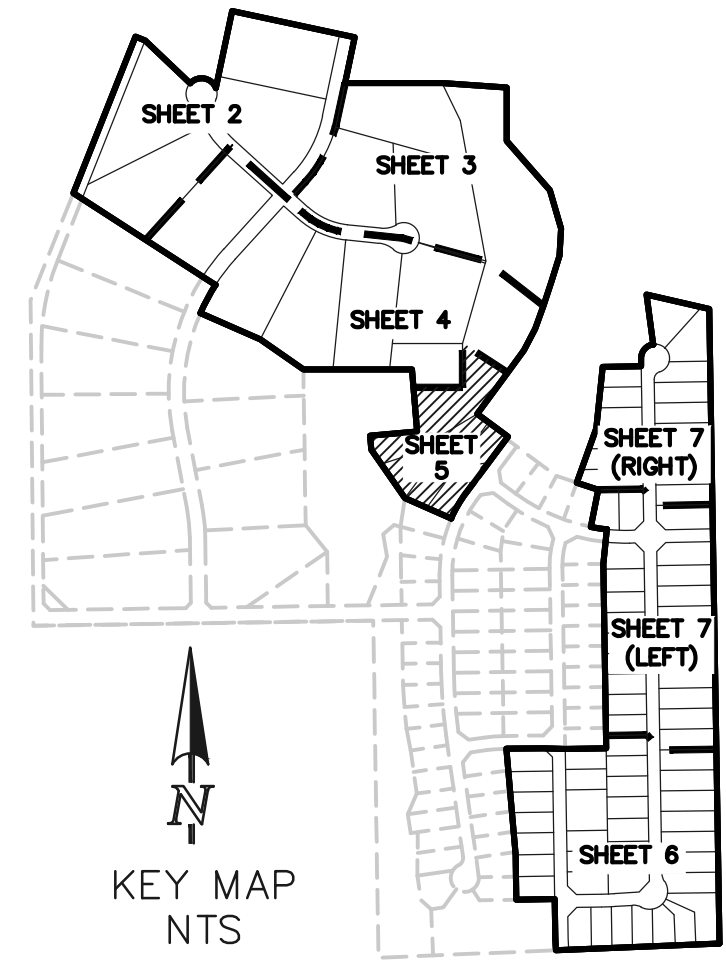 SHEET 2
SHEET 3
SHEET 4
SHEET
5
SHEET 7
(RIGHT)
SHEET 7
(LEFT)
SHEET 6
N
KEY MAP
NTS